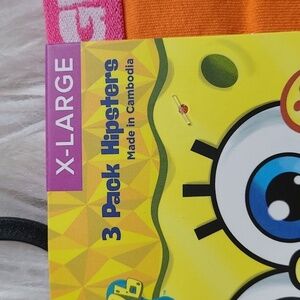 X-LARGE
3 Pack Hipsters
Made in Cambodia